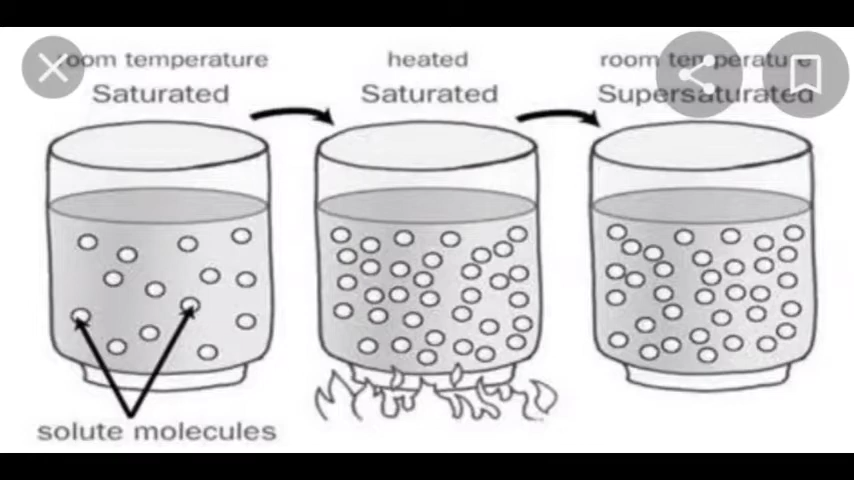 room temperature
Saturated
heated
Saturated
room temperature
Supersaturated
solute molecules